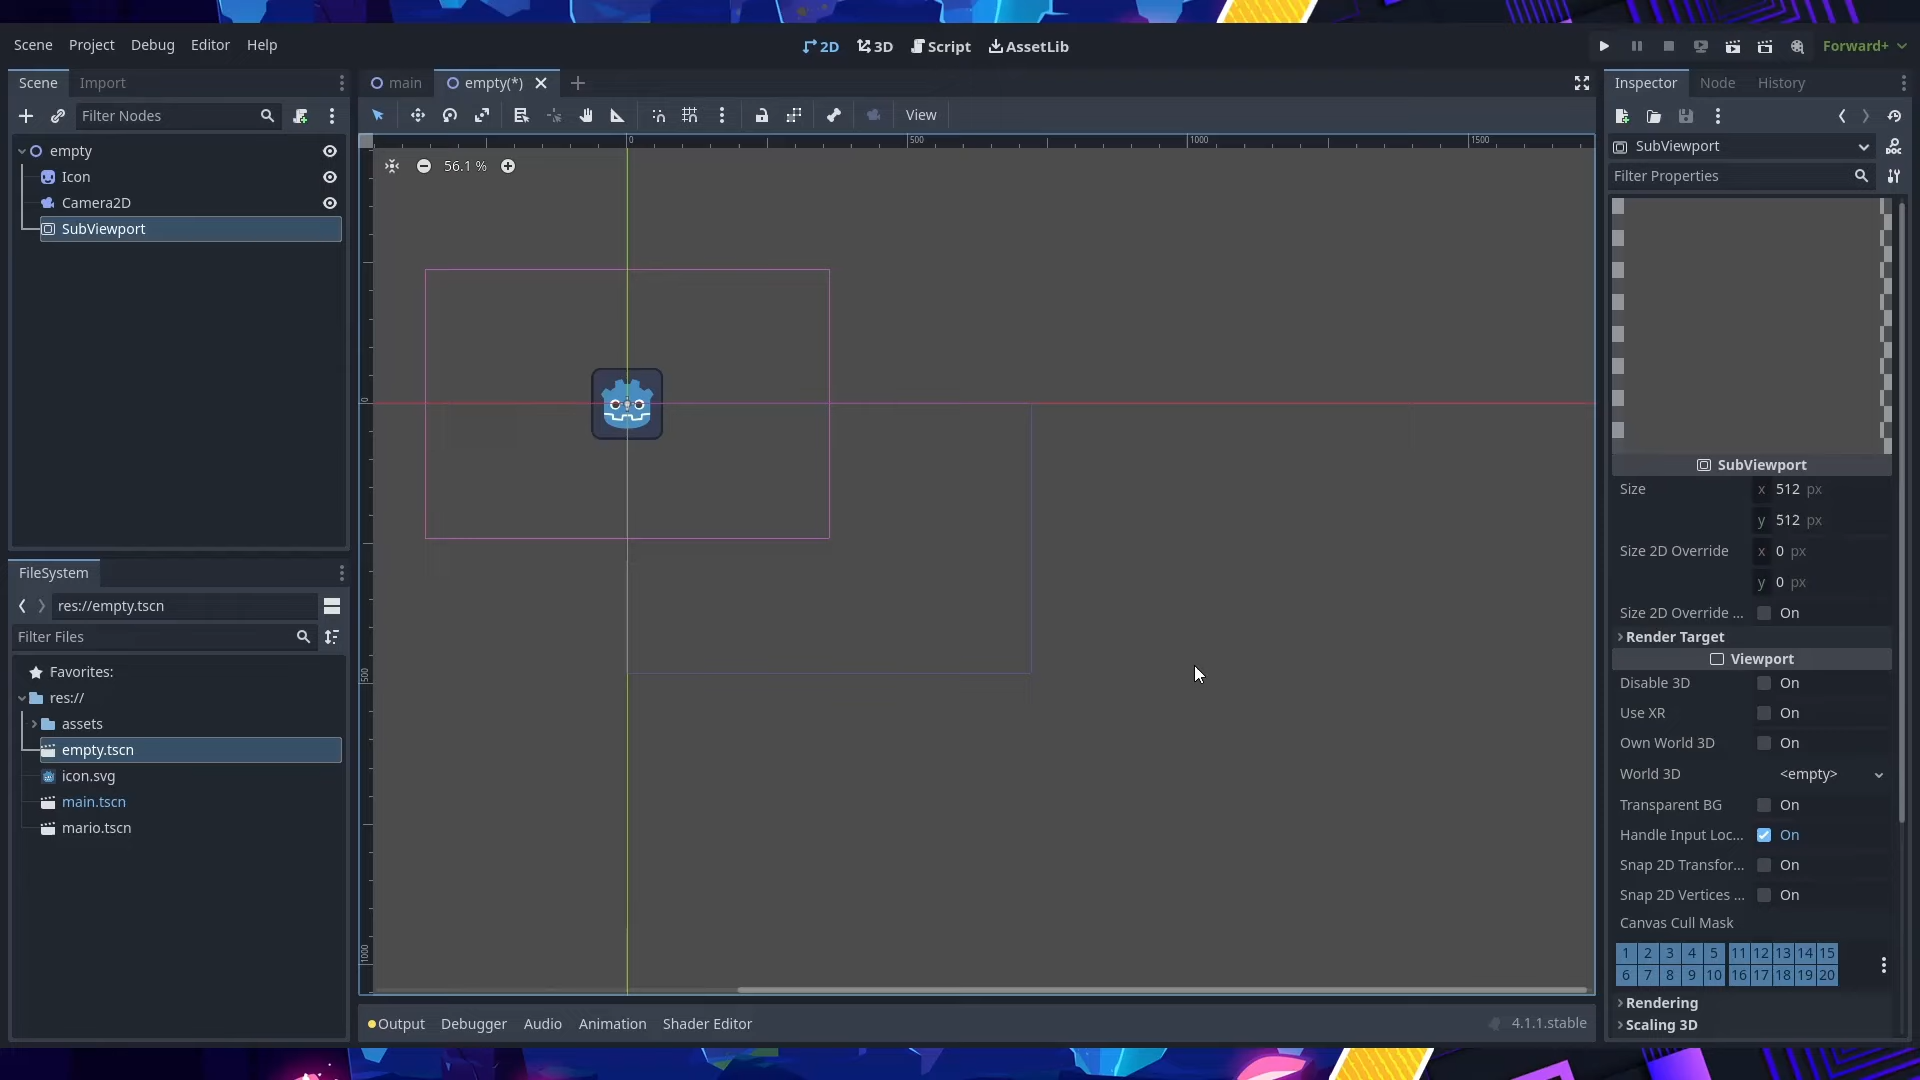 Scene Project Debug Editor Help
2D 3D Script AssetLib
Forward+
Scene Import
Filter Nodes
empty
Icon
Camera2D
SubViewport
FileSystem
res://empty.tscn
Filter Files
Favorites:
res://
assets
empty.tscn
icon.svg
main.tscn
mario.tscn
main empty(*)
View
0 500 1000 1500
56.1 %
0
500
1000
Output Debugger Audio Animation Shader Editor 4.1.1.stable
Inspector Node History
SubViewport
DOC
Filter Properties
SubViewport
Size x 512 px
y 512 px
Size 2D Override x 0 px
y 0 px
Size 2D Override ... On
Render Target
Viewport
Disable 3D On
Use XR On
Own World 3D On
World 3D <empty>
Transparent BG On
Handle Input Loc... On
Snap 2D Transfor... On
Snap 2D Vertices ... On
Canvas Cull Mask
1 2 3 4 5 11 12 13 14 15
6 7 8 9 10 16 17 18 19 20
Rendering
Scaling 3D